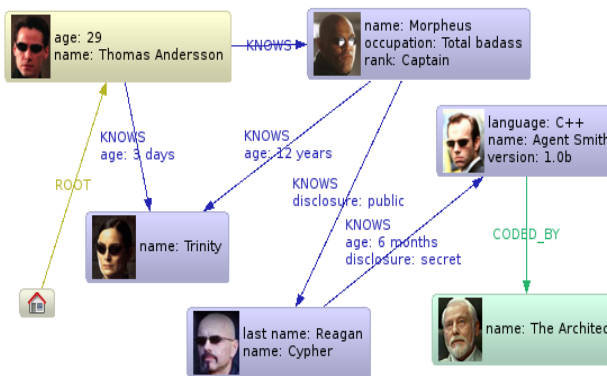 age: 29
name: Thomas Andersson
KNOWS
name: Morpheus
occupation: Total badass
rank: Captain
language: C++
name: Agent Smith
version: 1.0b
KNOWS
age: 3 days
KNOWS
age: 12 years
ROOT
KNOWS
disclosure: public
name: Trinity
KNOWS
age: 6 months
disclosure: secret
CODED_BY
last name: Reagan
name: Cypher
name: The Architec